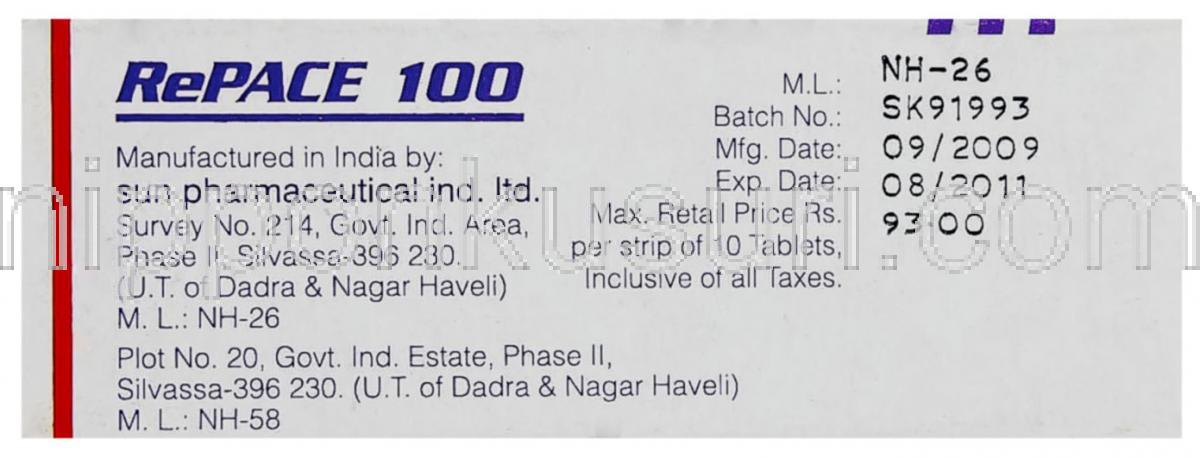 RePACE 100
Manufactured in India by:
sun pharmaceutical ind. ltd.
Survey No. 214, Govt. Ind. Area,
Phase II, Silvassa-396 230.
(U.T. of Dadra & Nagar Haveli)
M. L.: NH-26
Plot No. 20, Govt. Ind. Estate, Phase II,
Silvassa-396 230. (U.T. of Dadra & Nagar Haveli)
M. L.: NH-58
M.L.: NH-26
Batch No.: SK91993
Mfg. Date: 09/2009
Exp. Date: 08/2011
Max. Retail Price Rs. 93.00
per strip of 10 Tablets,
Inclusive of all Taxes.
nipponkusuri.com